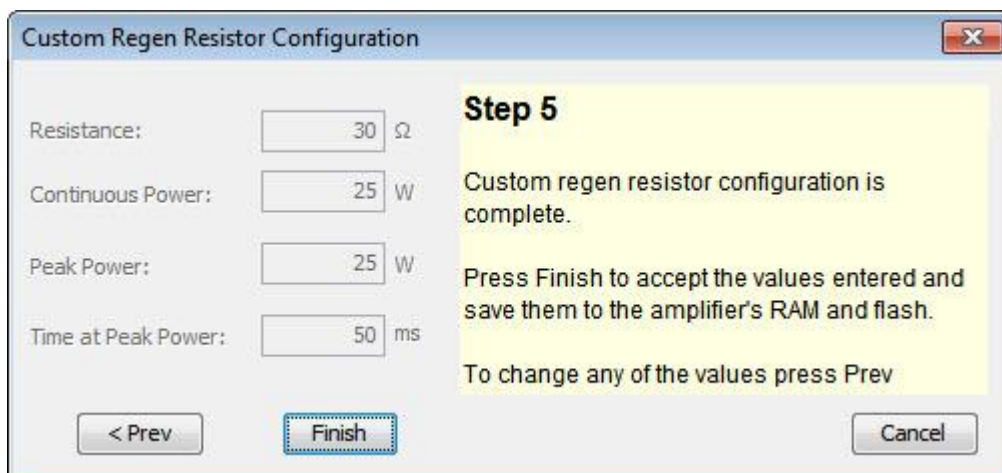 Custom Regen Resistor Configuration
Resistance: 30 Ω
Continuous Power: 25 W
Peak Power: 25 W
Time at Peak Power: 50 ms
Step 5
Custom regen resistor configuration is
complete.
Press Finish to accept the values entered and
save them to the amplifier's RAM and flash.
To change any of the values press Prev
< Prev
Finish
Cancel